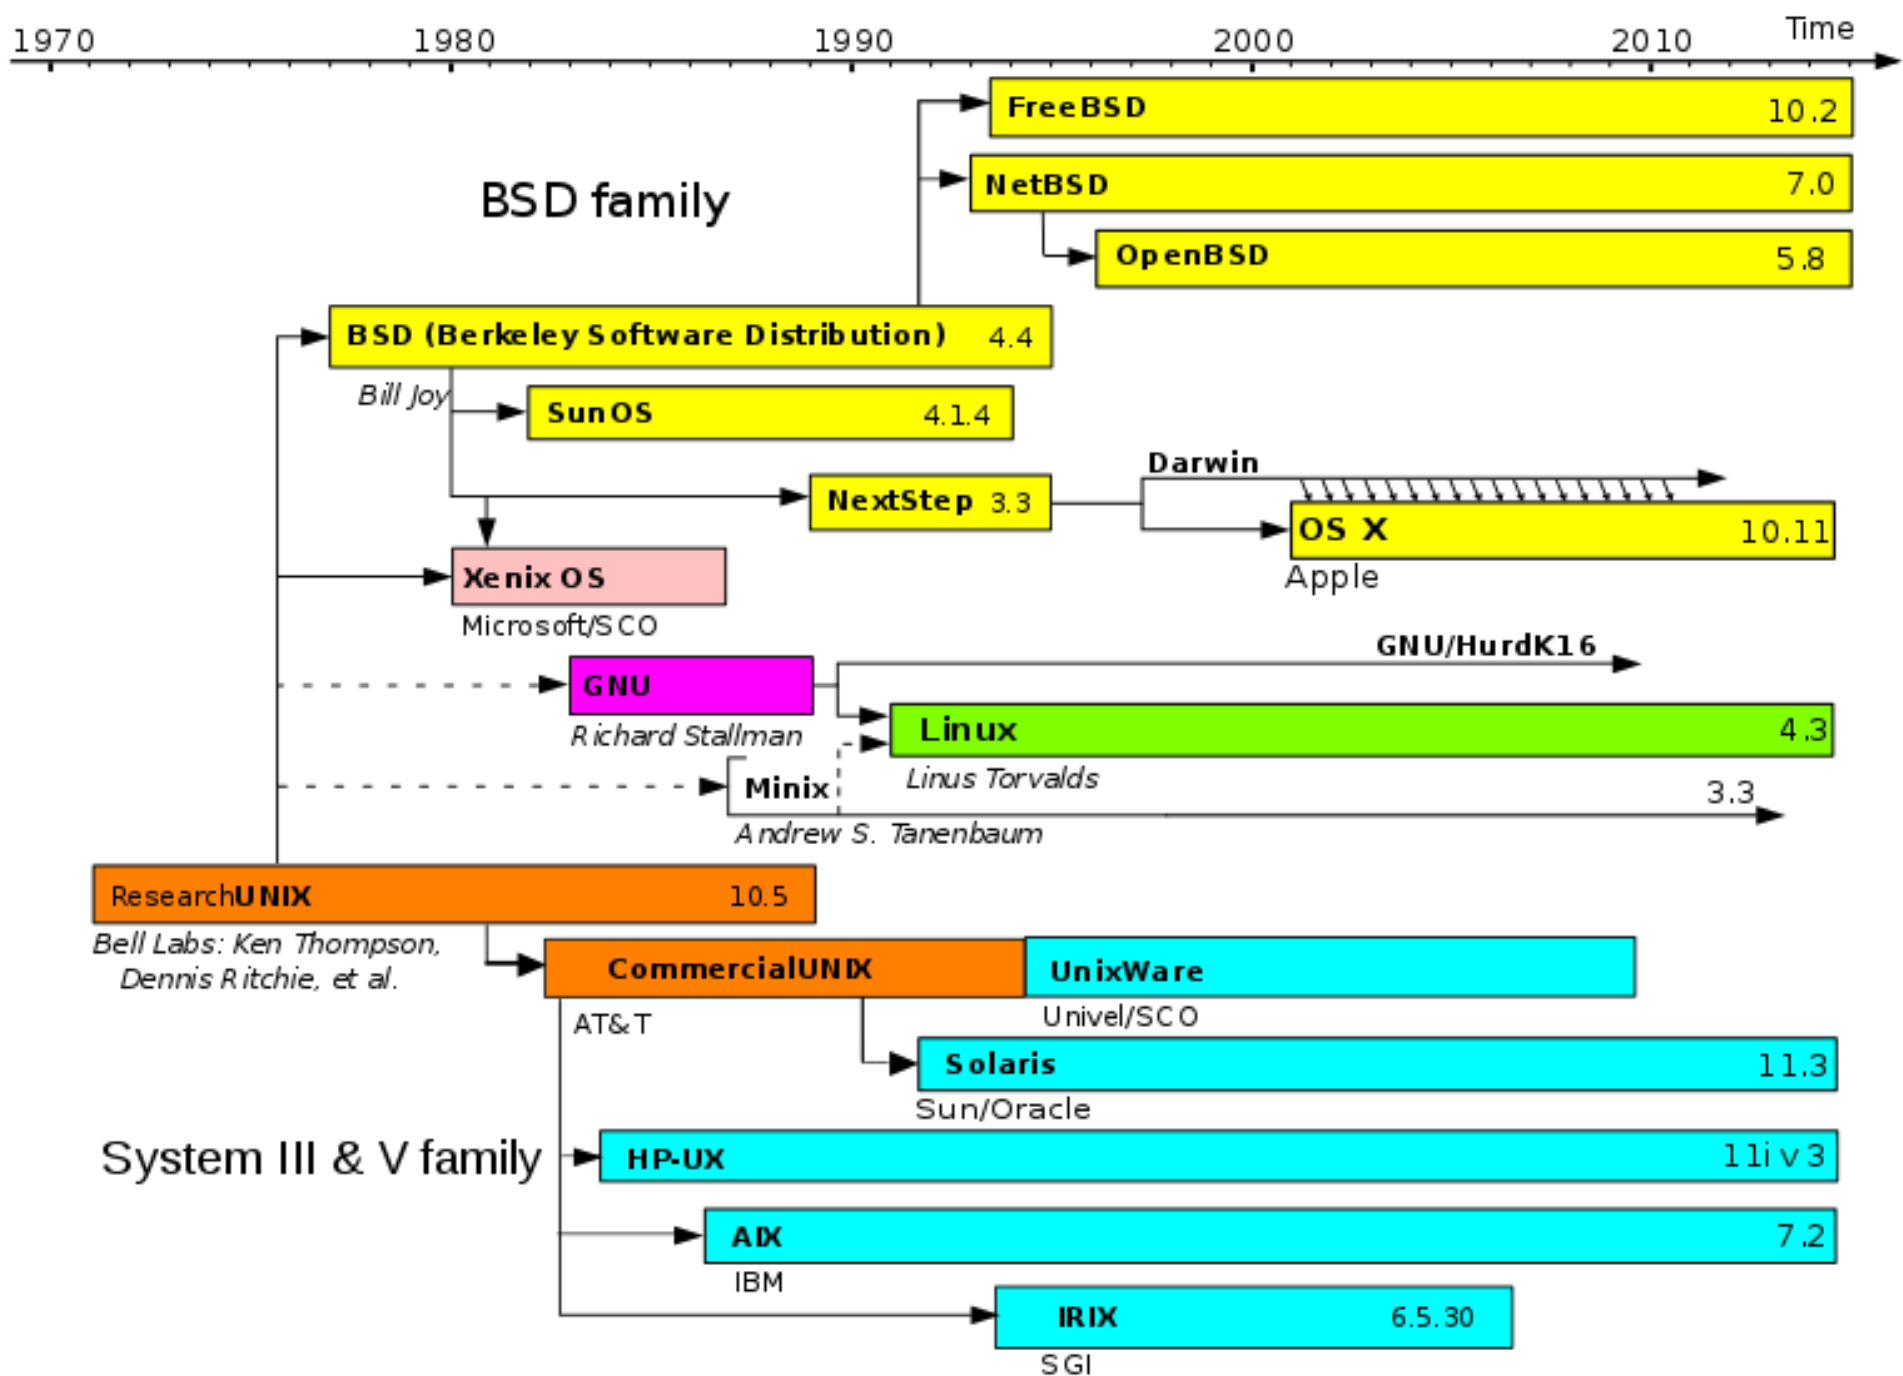 1970 1980 1990 2000 2010 Time
FreeBSD 10.2
NetBSD 7.0
BSD family
OpenBSD 5.8
BSD (Berkeley Software Distribution) 4.4
Bill Joy
SunOS 4.1.4
Darwin
NextStep 3.3
OS X 10.11
Apple
Xenix OS
Microsoft/SCO
GNU/HurdK16
GNU
Richard Stallman
Linux 4.3
Linus Torvalds
Minix 3.3
Andrew S. Tanenbaum
ResearchUNIX 10.5
Bell Labs: Ken Thompson,
Dennis Ritchie, et al.
CommercialUNIX
UnixWare
AT&T
Univel/SCO
Solaris 11.3
Sun/Oracle
System III & V family
HP-UX 11i v 3
AIX 7.2
IBM
IRIX 6.5.30
SGI